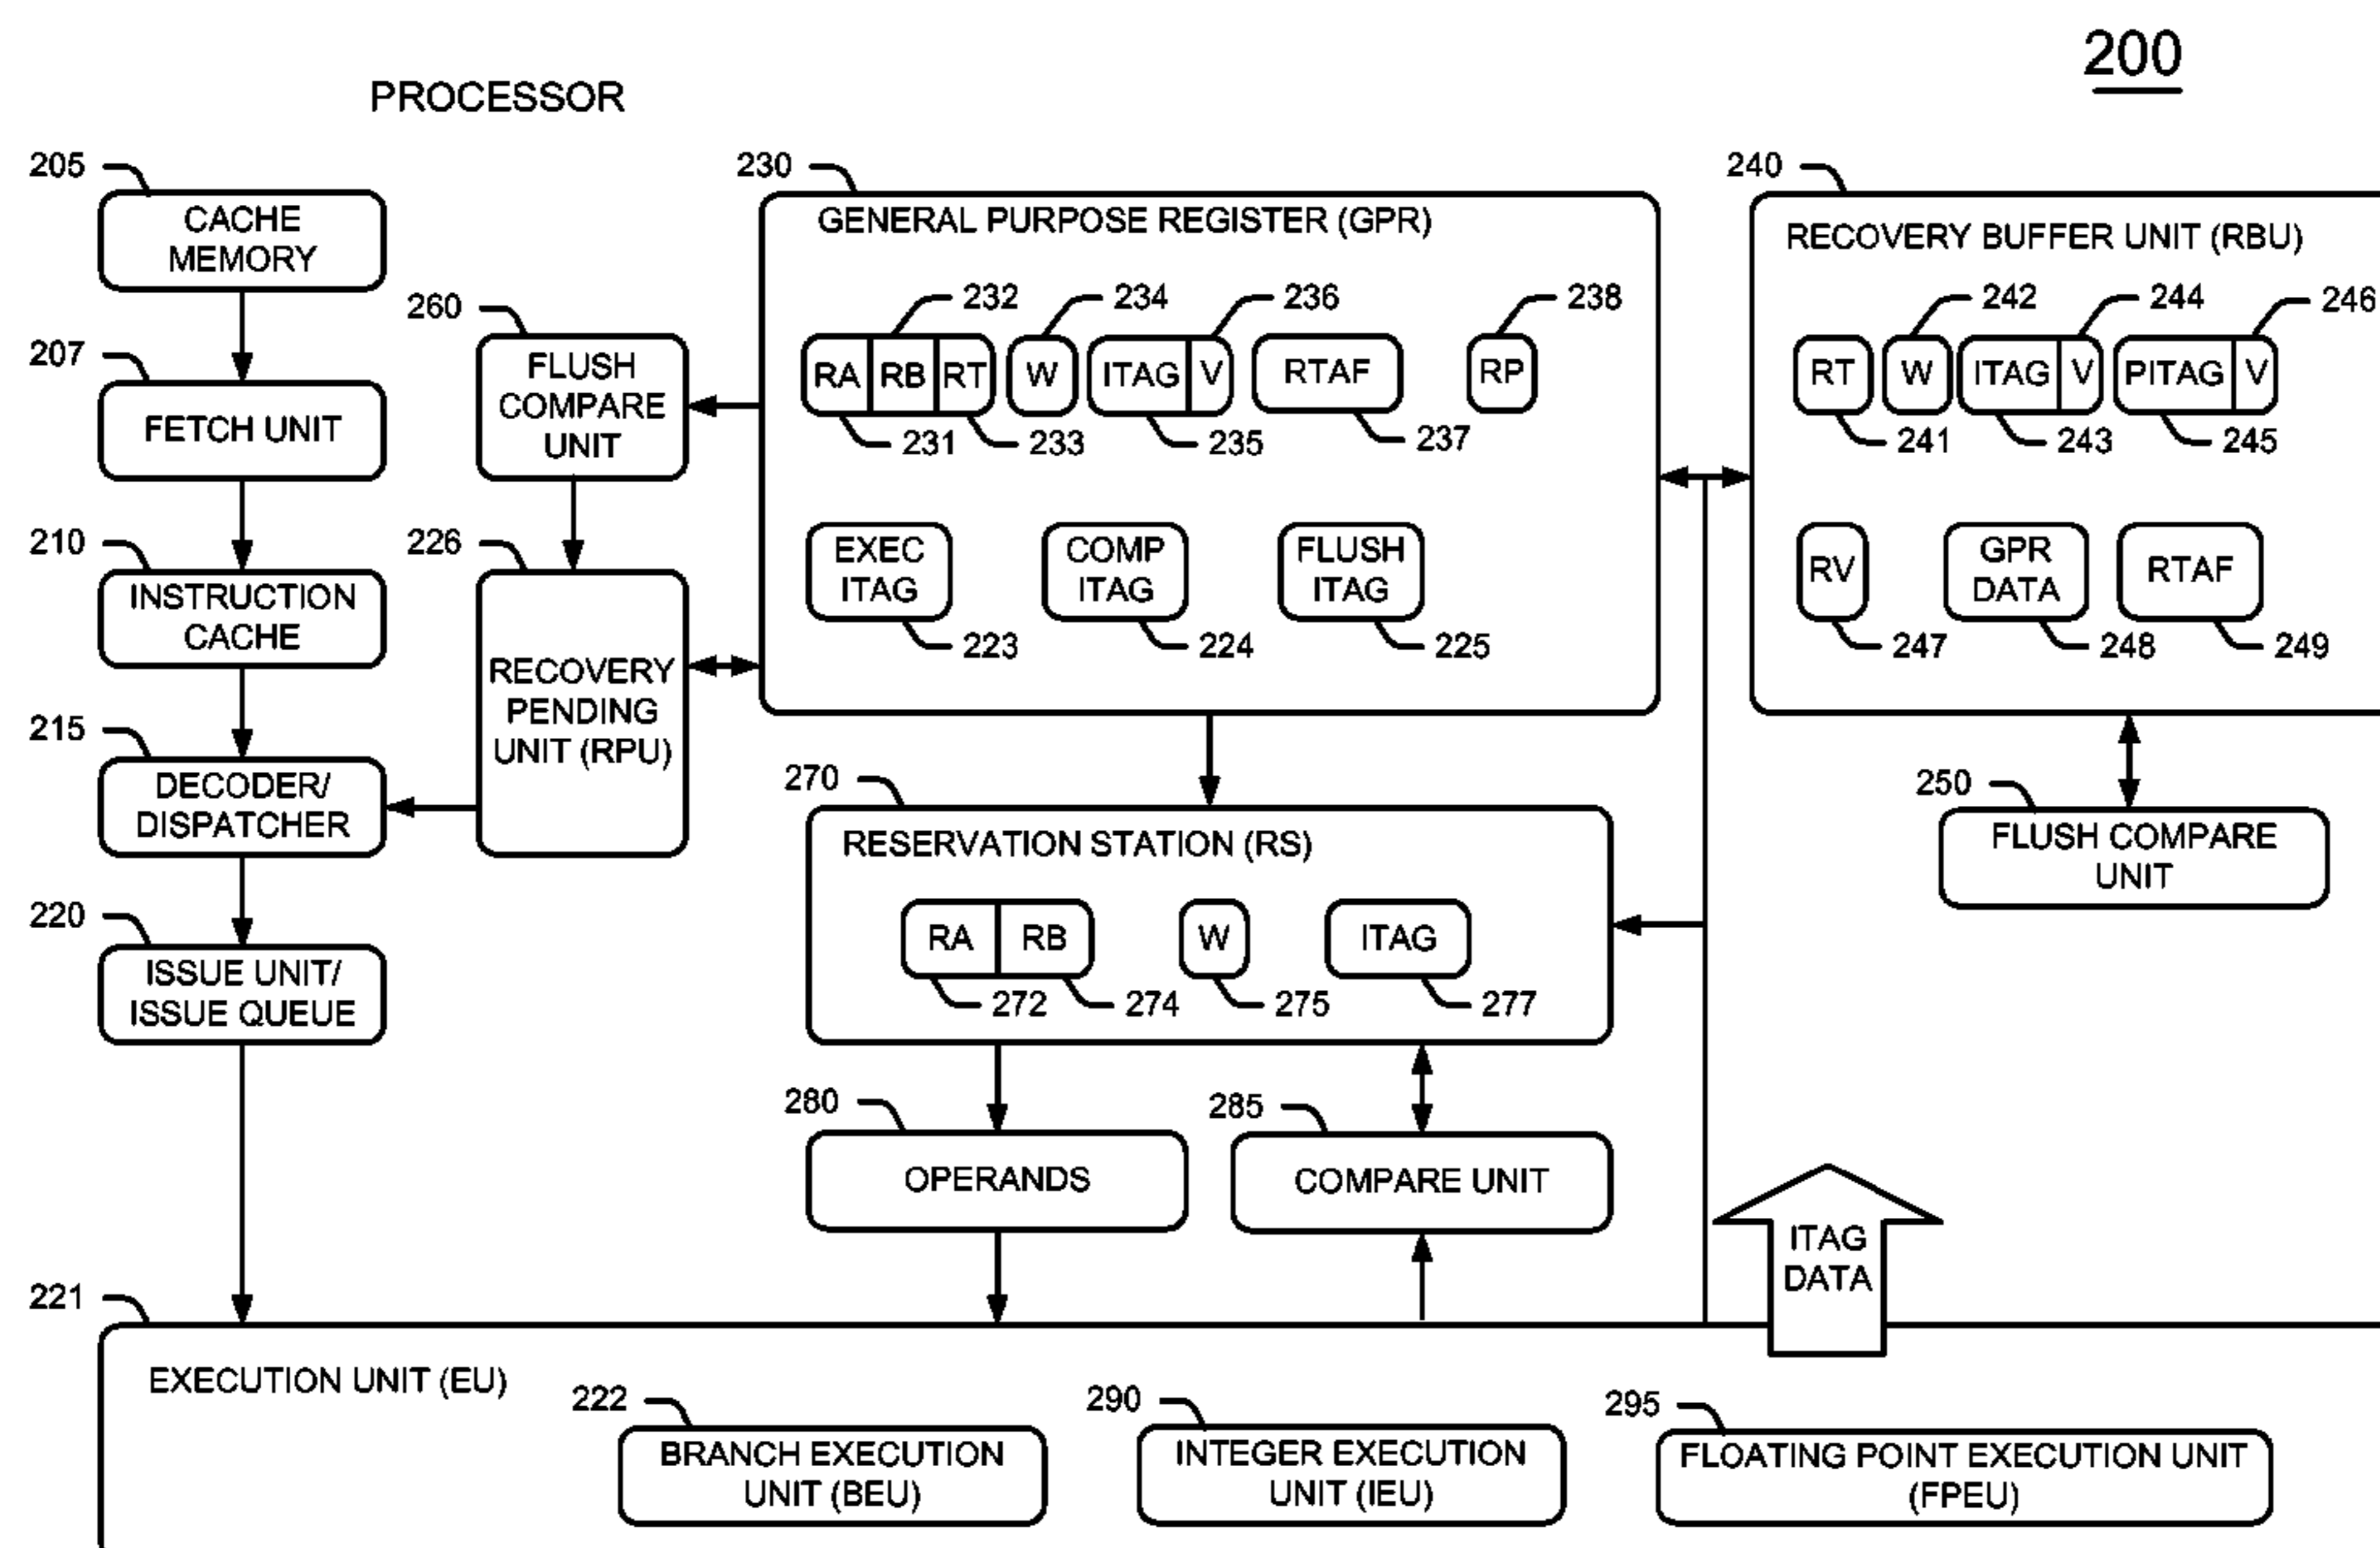 200
PROCESSOR
205
CACHE
MEMORY
207
FETCH UNIT
210
INSTRUCTION
CACHE
215
DECODER/
DISPATCHER
220
ISSUE UNIT/
ISSUE QUEUE
260
FLUSH
COMPARE
UNIT
226
RECOVERY
PENDING
UNIT (RPU)
230
GENERAL PURPOSE REGISTER (GPR)
232 234 236 238
RA RB RT W ITAG V RTAF RP
231 233 235 237
EXEC
ITAG
COMP
ITAG
FLUSH
ITAG
223 224 225
240
RECOVERY BUFFER UNIT (RBU)
242 244 246
RT W ITAG V PITAG V
241 243 245
RV
GPR
DATA
RTAF
247 248 249
250
FLUSH COMPARE
UNIT
270
RESERVATION STATION (RS)
RA RB W ITAG
272 274 275 277
280
OPERANDS
285
COMPARE UNIT
ITAG
DATA
221
EXECUTION UNIT (EU)
222
BRANCH EXECUTION
UNIT (BEU)
290
INTEGER EXECUTION
UNIT (IEU)
295
FLOATING POINT EXECUTION UNIT
(FPEU)